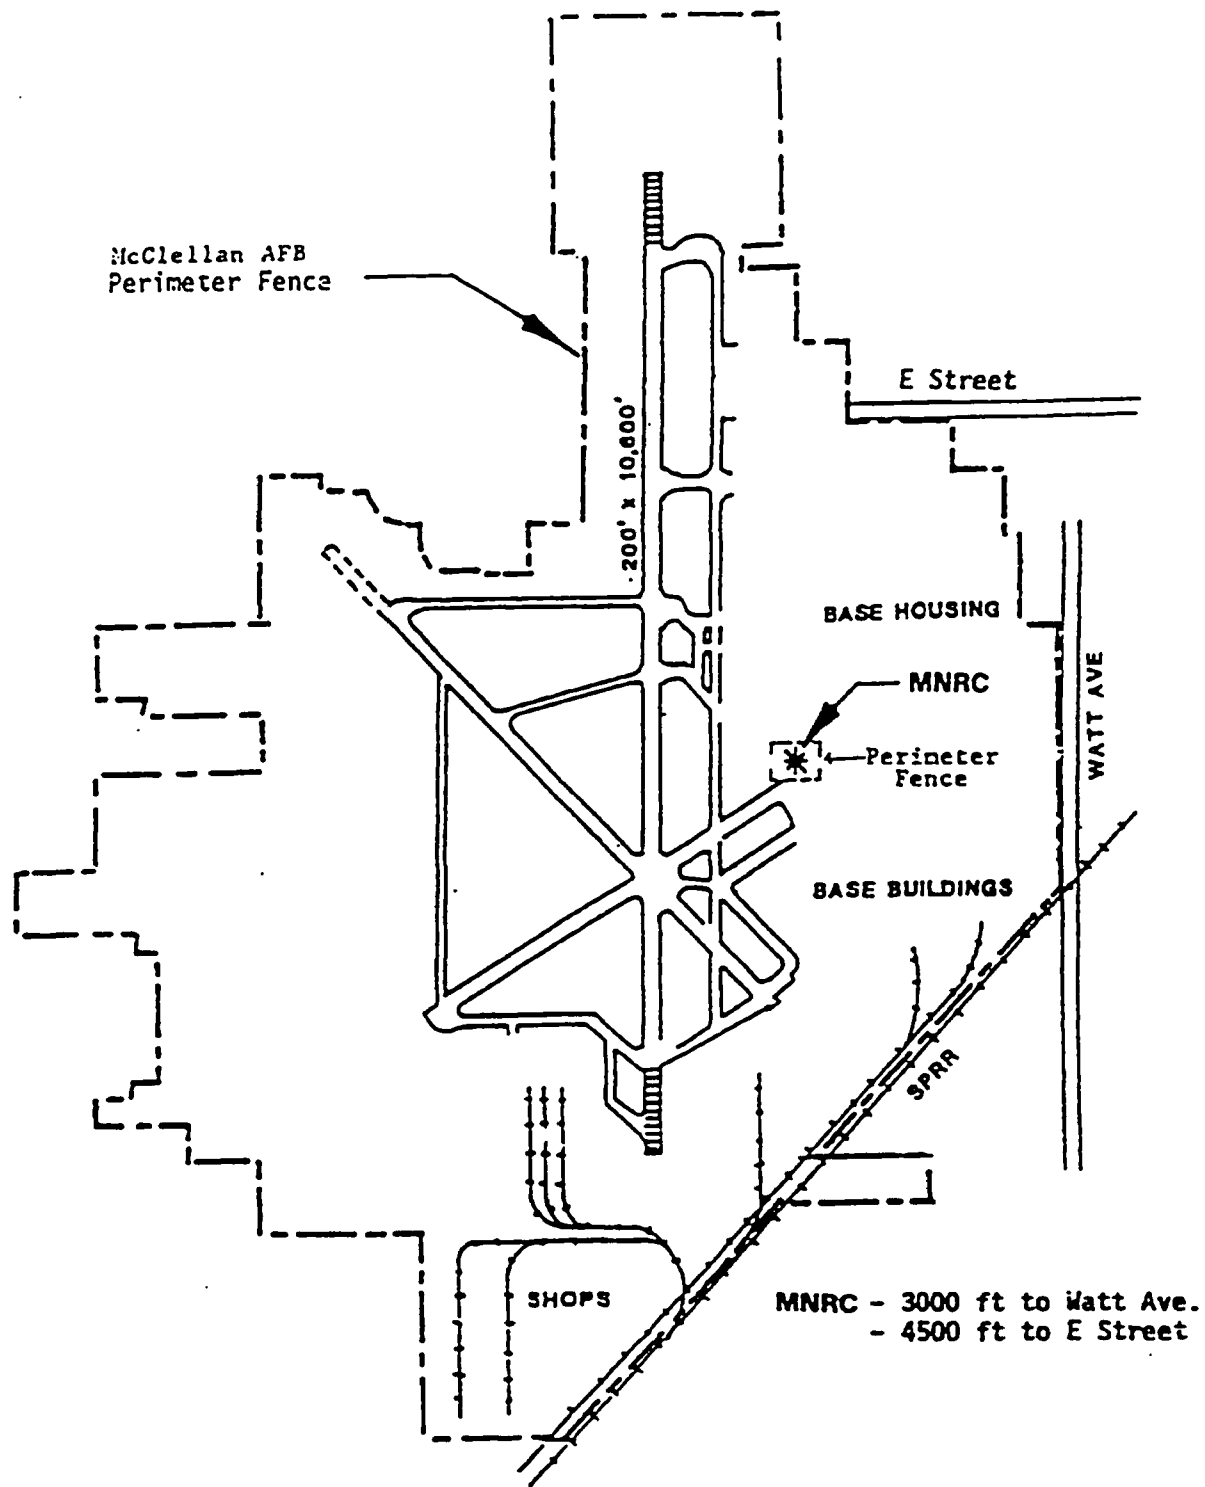 McClellan AFB
Perimeter Fence
E Street
200' x 10,600'
BASE HOUSING
MNRC
WATT AVE
Perimeter
Fence
BASE BUILDINGS
SPRR
SHOPS
MNRC - 3000 ft to Watt Ave.
- 4500 ft to E Street